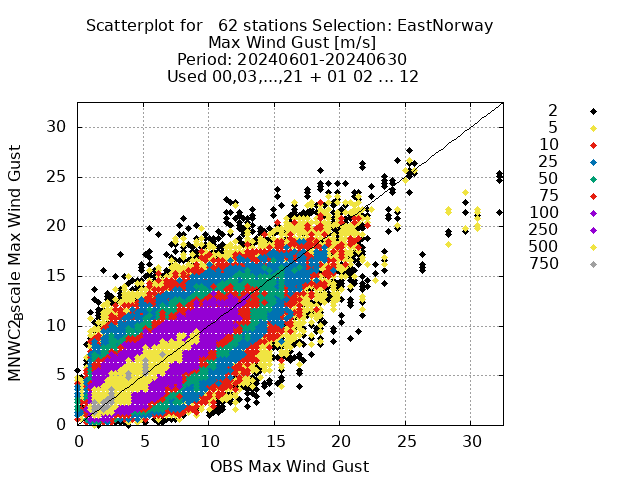 Scatterplot for 62 stations Selection: EastNorway
Max Wind Gust [m/s]
Period: 20240601-20240630
Used 00,03,...,21 + 01 02 ... 12
MNWC2Bscale Max Wind Gust
30
25
20
15
10
5
0
0 5 10 15 20 25 30
OBS Max Wind Gust
2
5
10
25
50
75
100
250
500
750